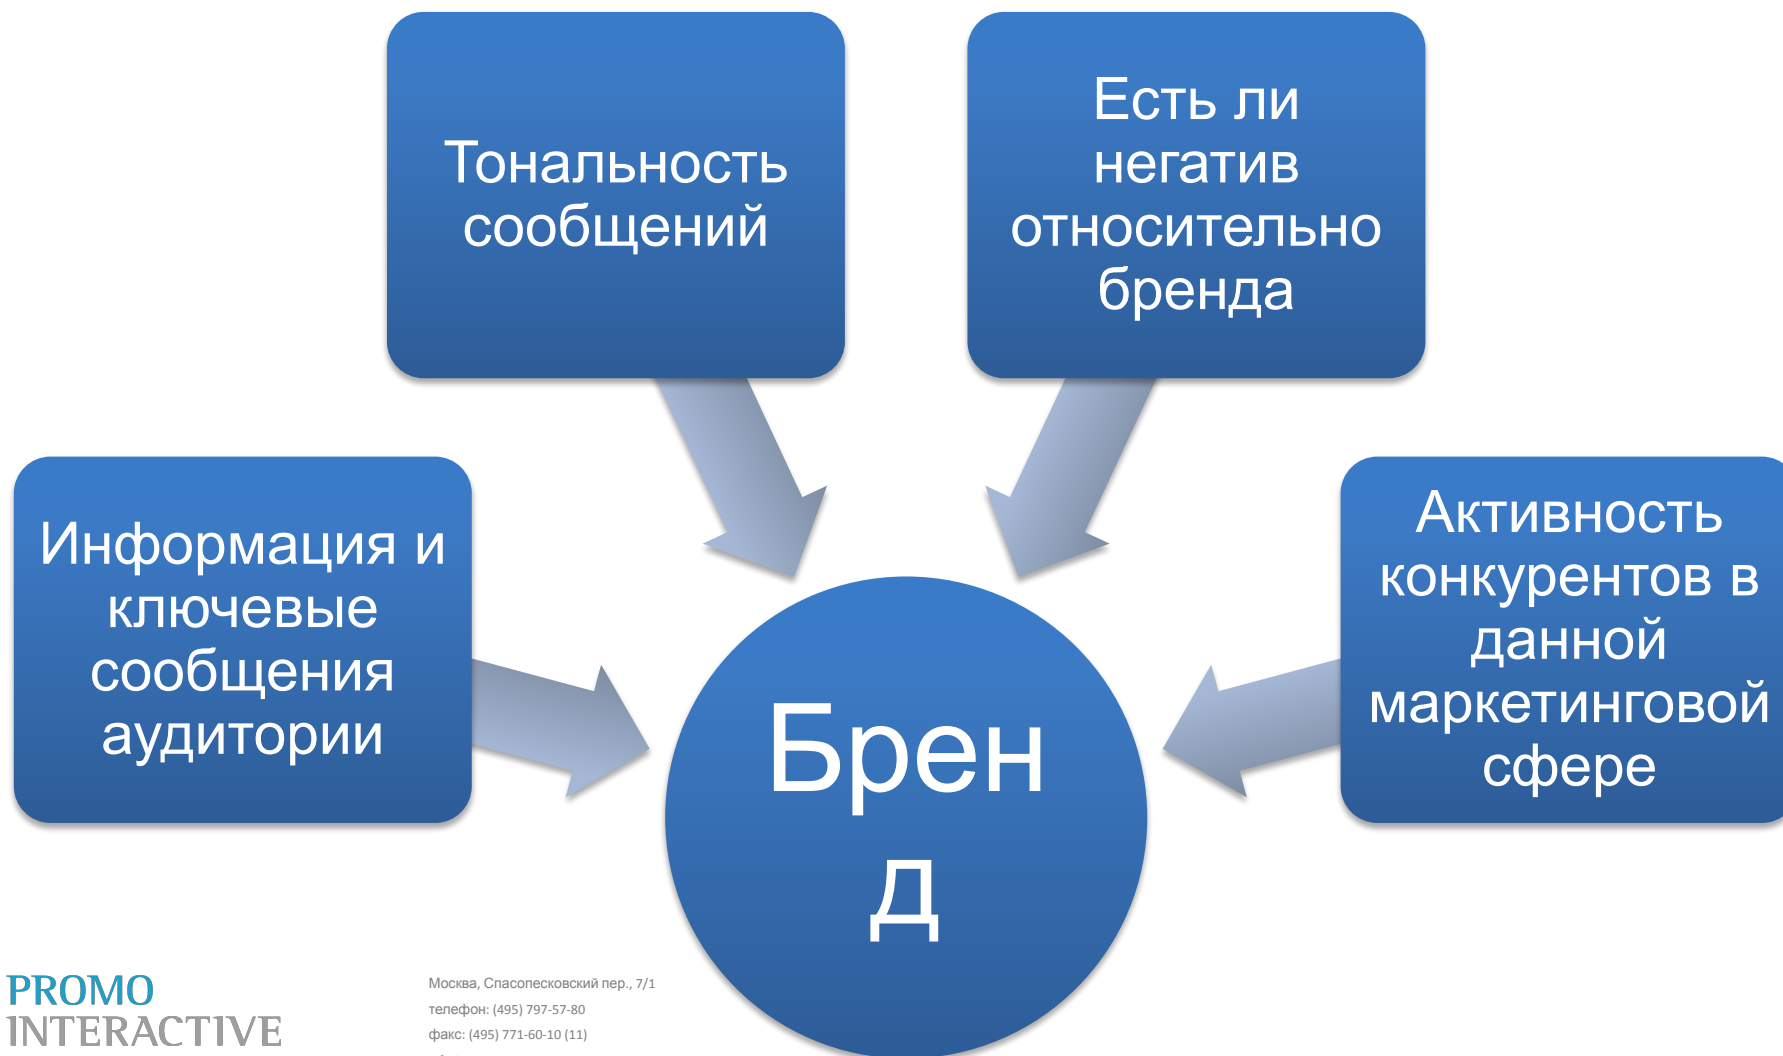 Тональность
сообщений
Есть ли
негатив
относительно
бренда
Информация и
ключевые
сообщения
аудитории
Активность
конкурентов в
данной
маркетинговой
сфере
Брен
д
PROMO
INTERACTIVE
Москва, Спасопесковский пер., 7/1
телефон: (495) 797-57-80
факс: (495) 771-60-10 (11)